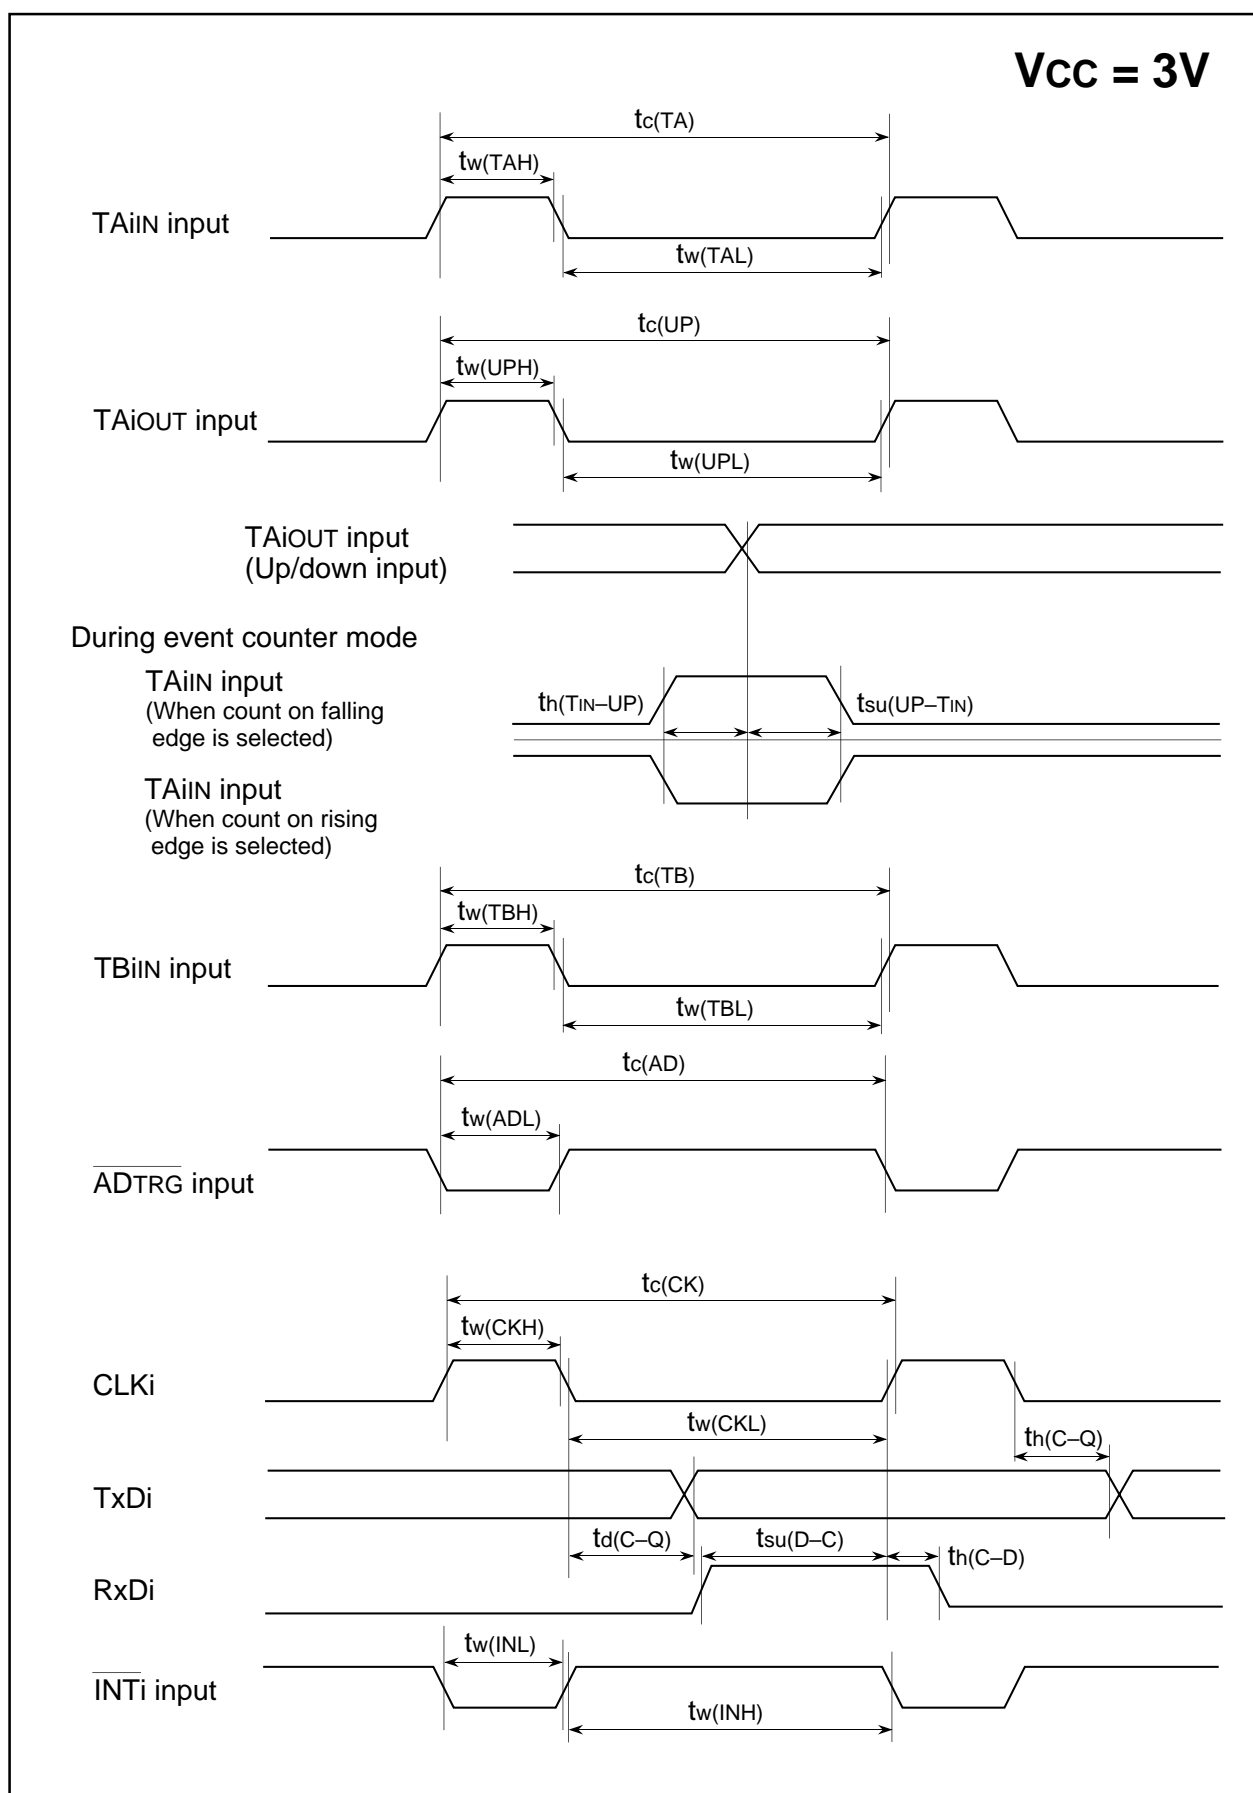 VCC = 3V
tc(TA)
tw(TAH)
TAiIN input
tw(TAL)
tc(UP)
tw(UPH)
TAiOUT input
tw(UPL)
TAiOUT input
(Up/down input)
During event counter mode
TAiIN input
(When count on falling
edge is selected)
th(TIN–UP)
tsu(UP–TIN)
TAiIN input
(When count on rising
edge is selected)
tc(TB)
tw(TBH)
TBiIN input
tw(TBL)
tc(AD)
tw(ADL)
ADTRG input
tc(CK)
tw(CKH)
CLKi
tw(CKL)
th(C–Q)
TxDi
td(C–Q)
tsu(D–C)
th(C–D)
RxDi
tw(INL)
INTi input
tw(INH)